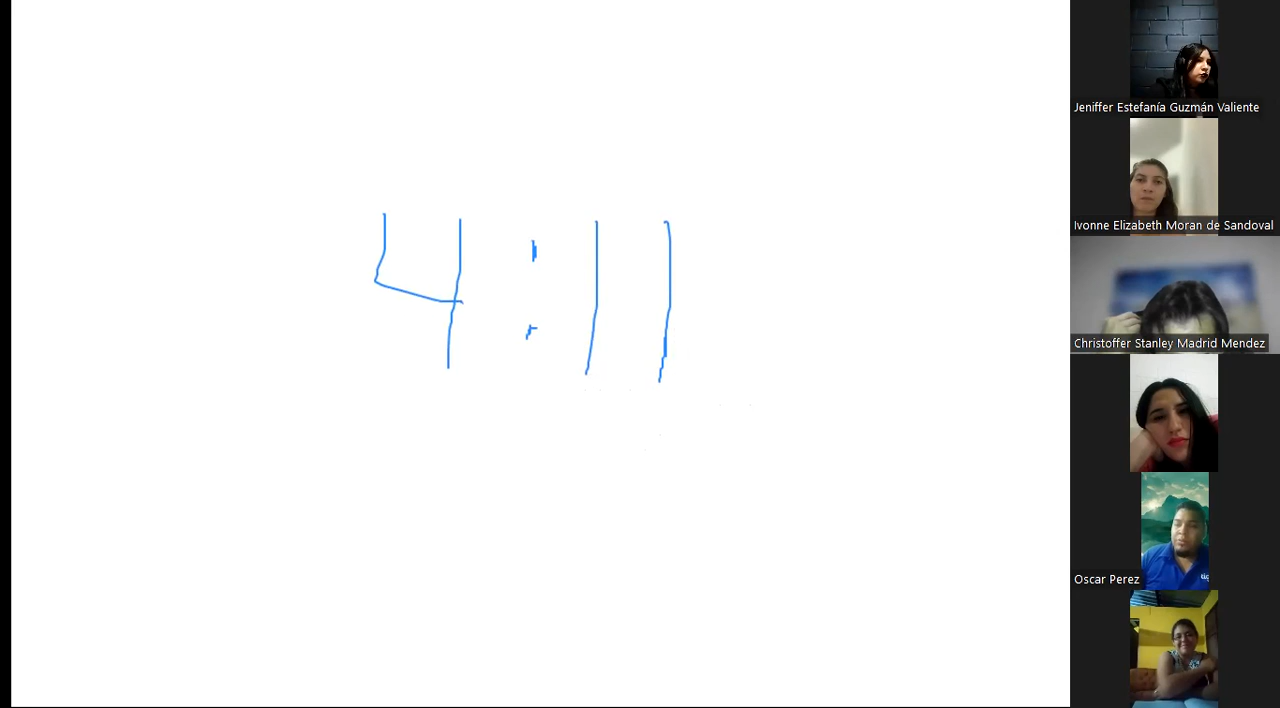 4:11
Jeniffer Estefanía Guzmán Valiente
Ivonne Elizabeth Moran de Sandoval
Christoffer Stanley Madrid Mendez
Oscar Perez